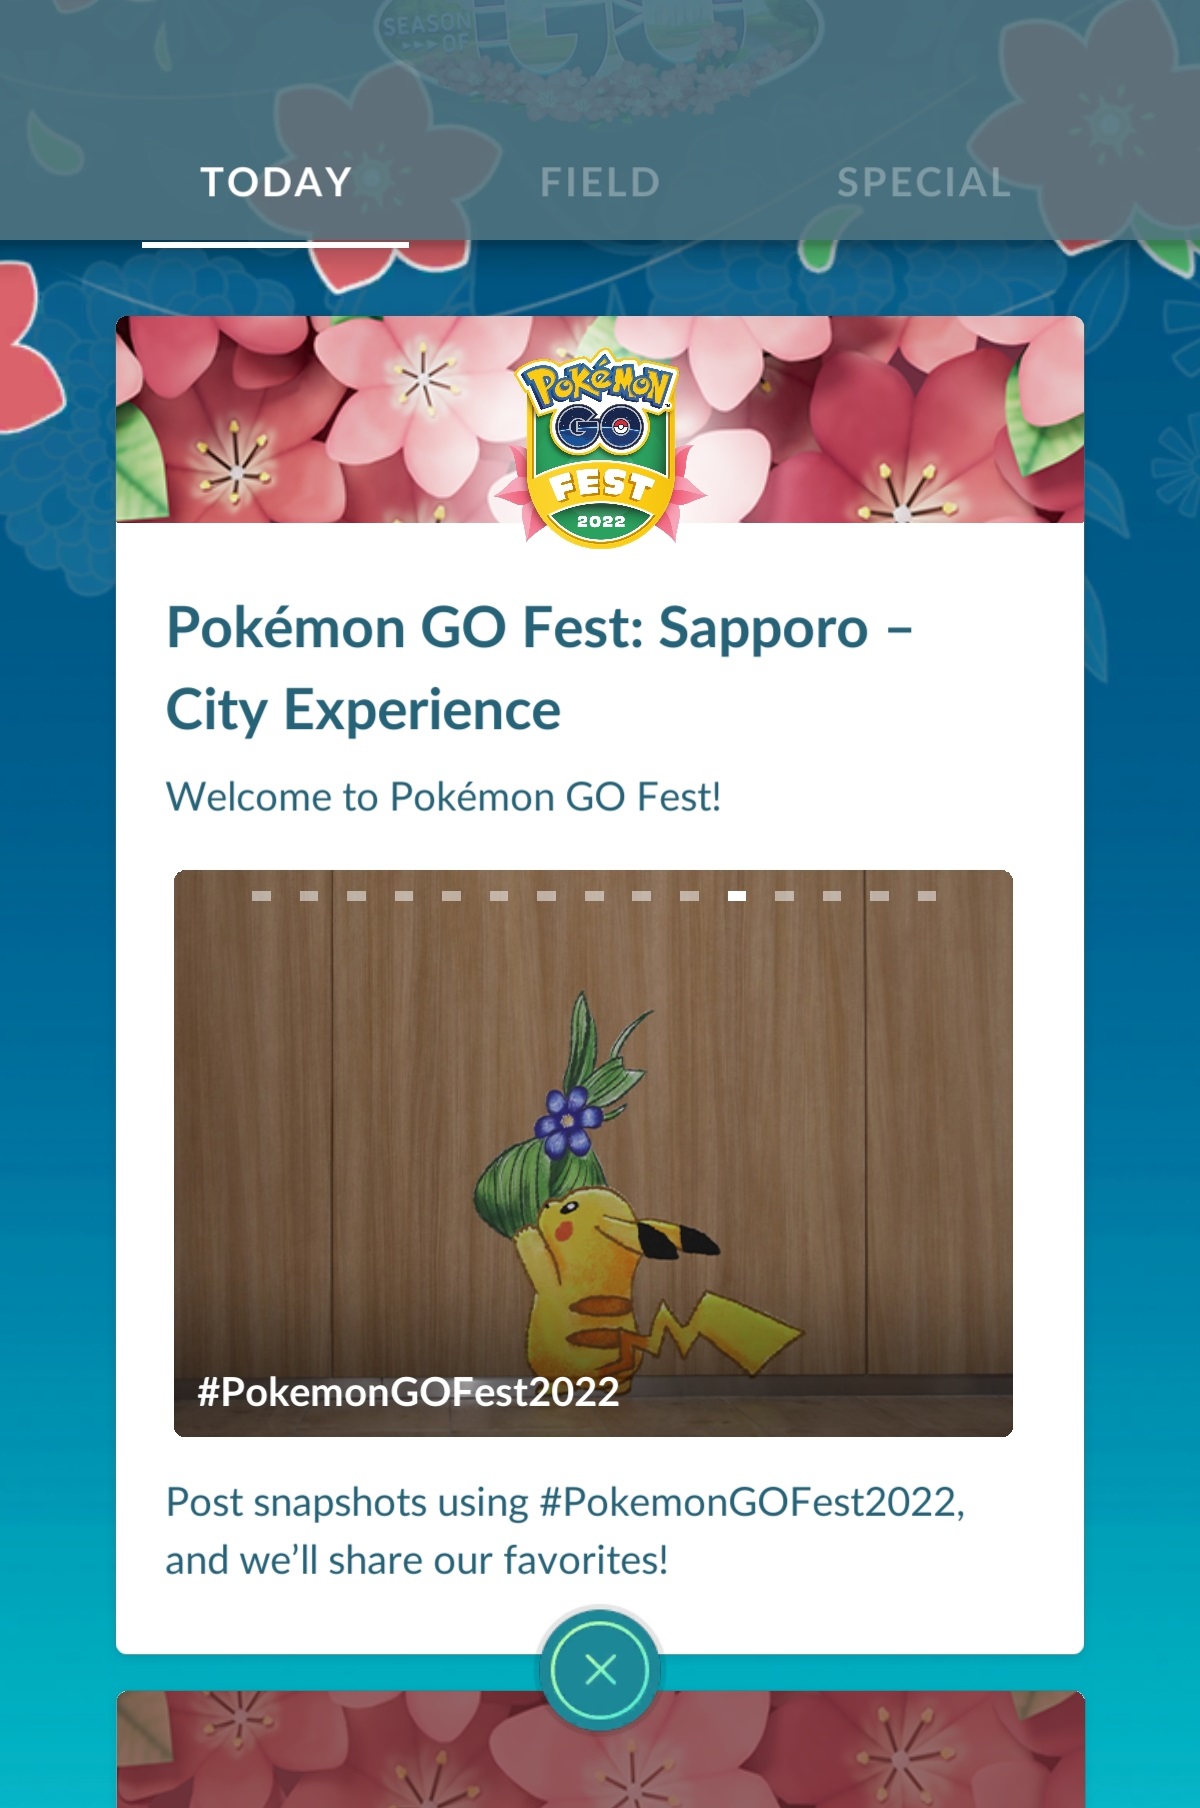 SEASON
OF
GO
TODAY
FIELD
SPECIAL
POKÉMON
GO
FEST
2022
Pokémon GO Fest: Sapporo –
City Experience
Welcome to Pokémon GO Fest!
#PokemonGOFest2022
Post snapshots using #PokemonGOFest2022,
and we’ll share our favorites!